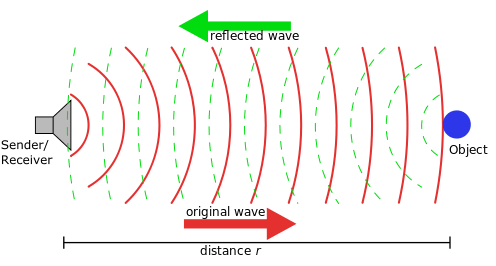 reflected wave
Sender/
Receiver
Object
original wave
distance r